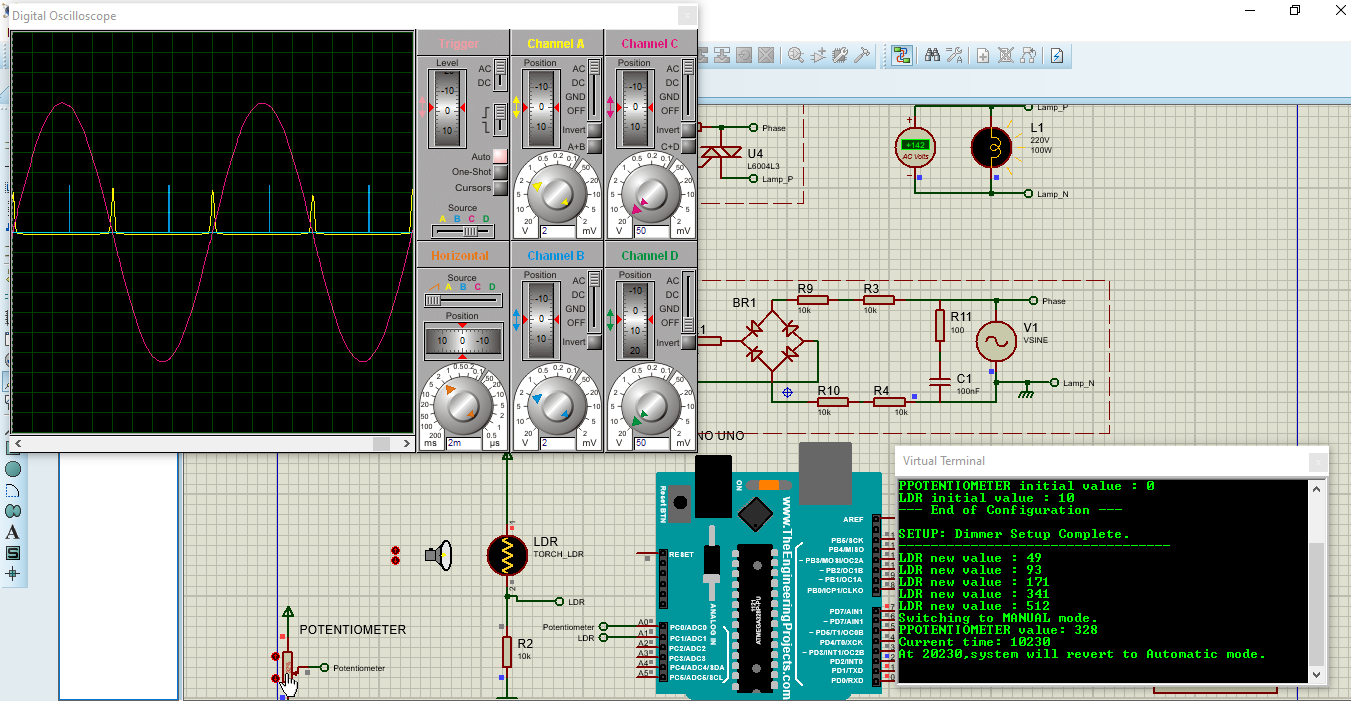 Digital Oscilloscope
Trigger
Level
-10
0
10
AC
DC
Auto
One-Shot
Cursors
Source
A B C D
Horizontal
Source
A B C D
Position
10 0 -10
ms
2m
µs
Channel A
Position
-10
0
10
AC
DC
GND
OFF
Invert
A+B
V
2
mV
Channel C
Position
-10
0
10
AC
DC
GND
OFF
Invert
C+D
V
50
mV
Channel B
Position
-10
0
10
AC
DC
GND
OFF
Invert
V
2
mV
Channel D
Position
-10
0
10
20
AC
DC
GND
OFF
Invert
V
50
mV
Phase
U4
L6004L3
Lamp_P
+142
AC Volts
Lamp_P
L1
220V
100W
Lamp_N
BR1
R9
10k
R3
10k
Phase
R11
100
V1
VSINE
C1
100nF
Lamp_N
R10
10k
R4
10k
NO UNO
LDR
TORCH_LDR
LDR
R2
10k
POTENTIOMETER
Potentiometer
Potentiometer
LDR
A0
A1
A2
A3
A4
A5
Reset BTN
ON
RESET
ANALOG IN
PC0/ADC0
PC1/ADC1
PC2/ADC2
PC3/ADC3
PC4/ADC4/SDA
PC5/ADC5/SCL
1121
ATMEGA328P-PU
www.TheEngineeringProjects.com
AREF
PB5/SCK
PB4/MISO
~ PB3/MOSI/OC2A
~ PB2/OC1B
~ PB1/OC1A
PB0/ICP1/CLKO
PD7/AIN1
~ PD6/T1/OC0B
PD4/T0/XCK
~ PD3/INT1/OC2B
PD2/INT0
PD1/TXD
PD0/RXD
Virtual Terminal
PPOTENTIOMETER initial value : 0
LDR initial value : 10
--- End of Configuration ---
SETUP: Dimmer Setup Complete.
LDR new value : 49
LDR new value : 93
LDR new value : 171
LDR new value : 341
LDR new value : 512
Switching to MANUAL mode.
PPOTENTIOMETER value: 328
Current time: 10230
At 20230,system will revert to Automatic mode.